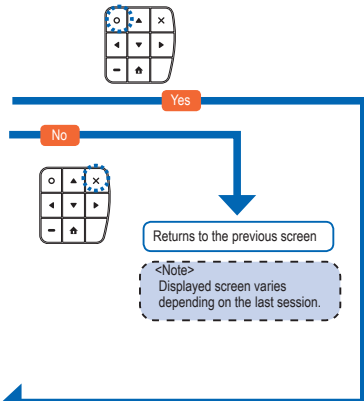 Yes
No
Returns to the previous screen
<Note>
Displayed screen varies
depending on the last session.